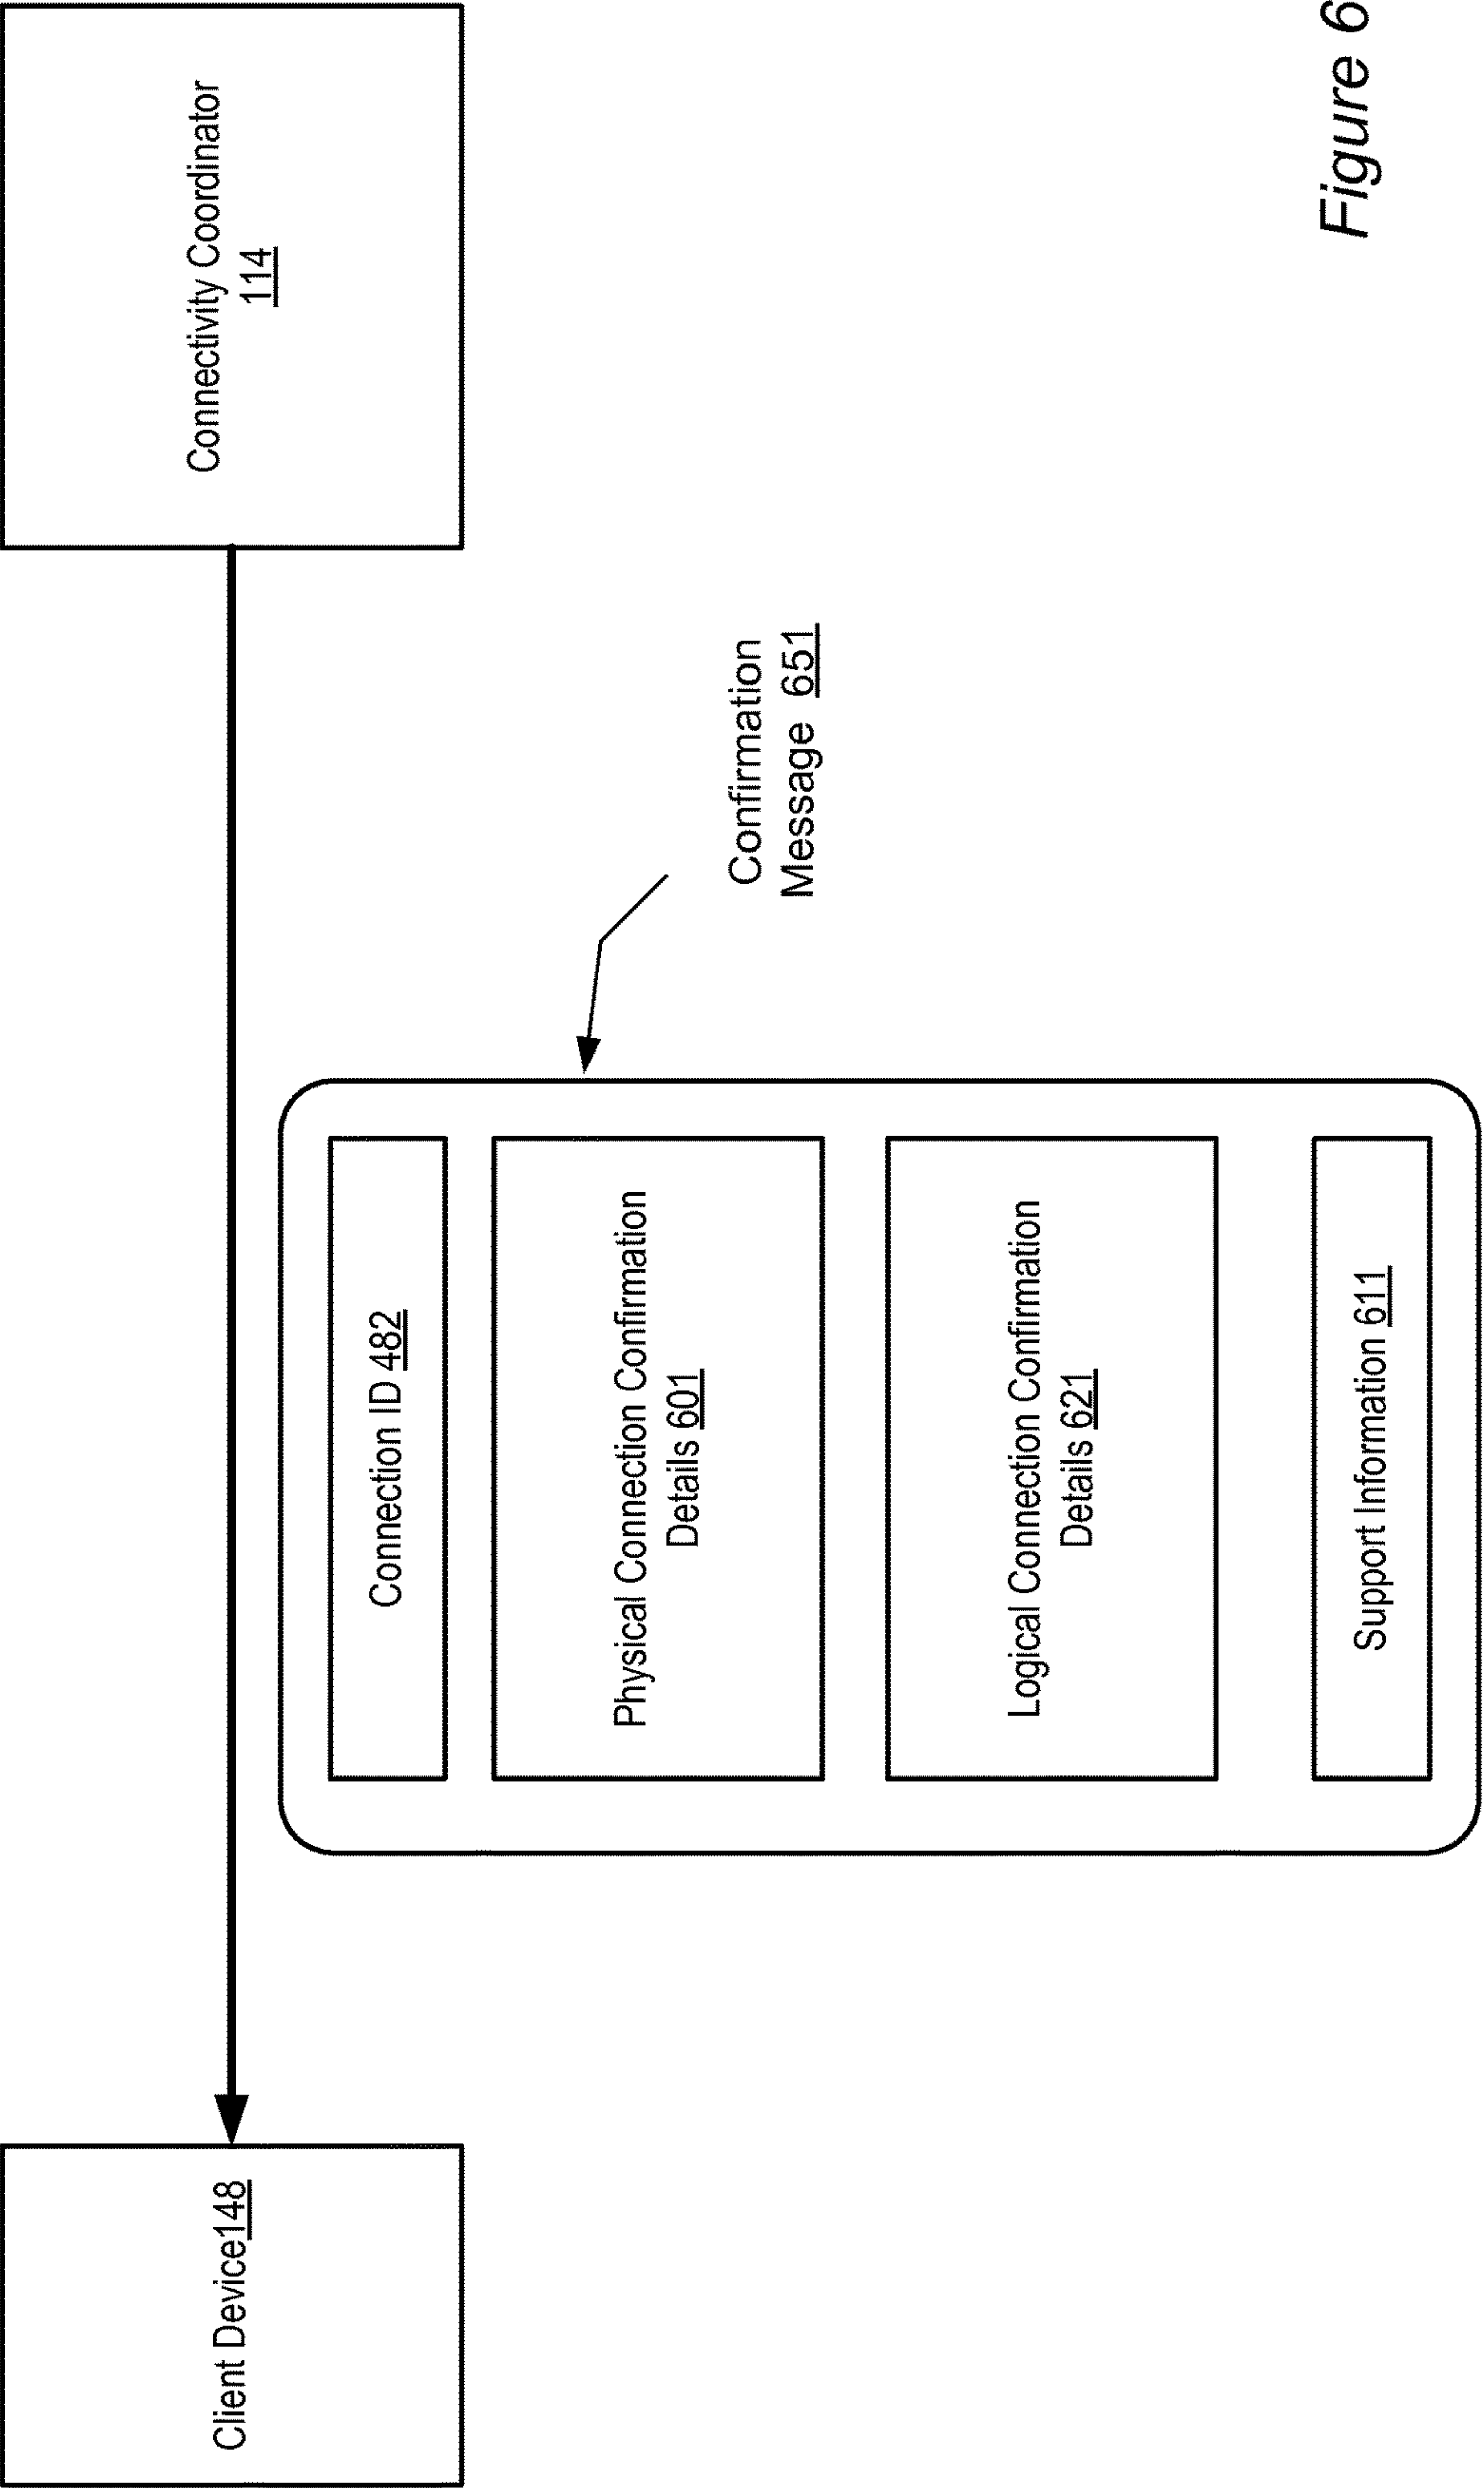 Client Device148
Connectivity Coordinator
114
Connection ID 482
Physical Connection Confirmation
Details 601
Logical Connection Confirmation
Details 621
Support Information 611
Confirmation
Message 651
Figure 6